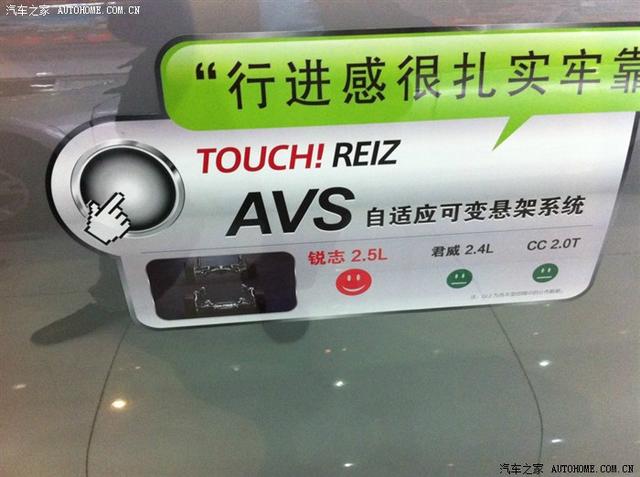 汽车之家 AUTOHOME.COM.CN
“行进感很扎实牢靠
TOUCH! REIZ
AVS 自适应可变悬架系统
锐志 2.5L 君威 2.4L CC 2.0T
汽车之家 AUTOHOME.COM.CN